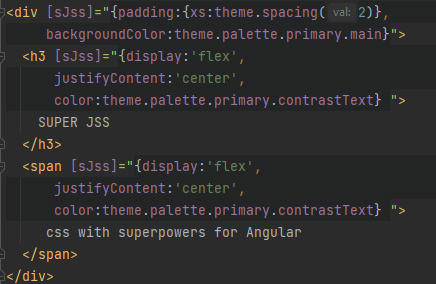 <div [sJss]="{padding:{xs:theme.spacing( val: 2)},
backgroundColor:theme.palette.primary.main}">
<h3 [sJss]="{display:'flex',
justifyContent:'center',
color:theme.palette.primary.contrastText} ">
SUPER JSS
</h3>
<span [sJss]="{display:'flex',
justifyContent:'center',
color:theme.palette.primary.contrastText} ">
css with superpowers for Angular
</span>
</div>